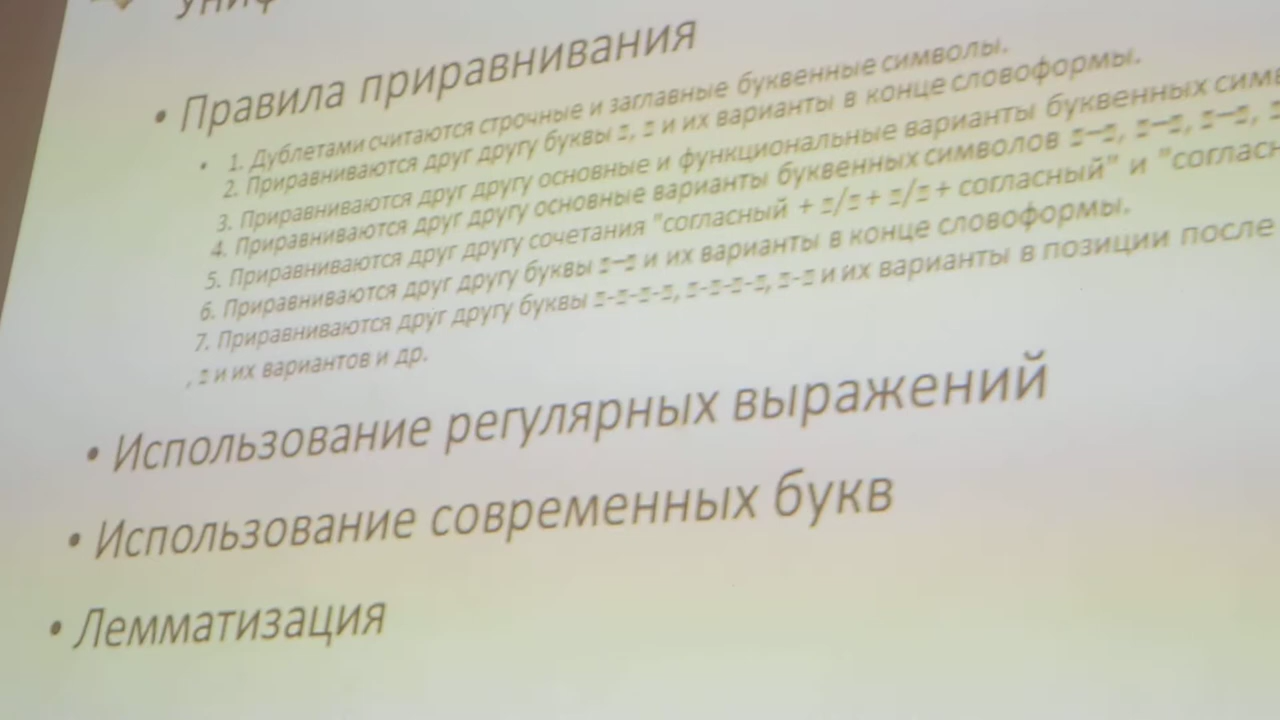 • Правила приравнивания
• 1. Дублетами считаются строчные и заглавные буквенные символы.
2. Приравниваются друг другу буквы , и их варианты в конце словоформы.
3. Приравниваются друг другу основные и функциональные варианты буквенных
4. Приравниваются друг другу основные варианты буквенных символов –, –, –,
5. Приравниваются друг другу сочетания "согласный + / + / + согласный" и
6. Приравниваются друг другу буквы – и их варианты в конце словоформы.
7. Приравниваются друг другу буквы ---, ---, - и их варианты в позиции после
, и их вариантов и др.
• Использование регулярных выражений
• Использование современных букв
• Лемматизация